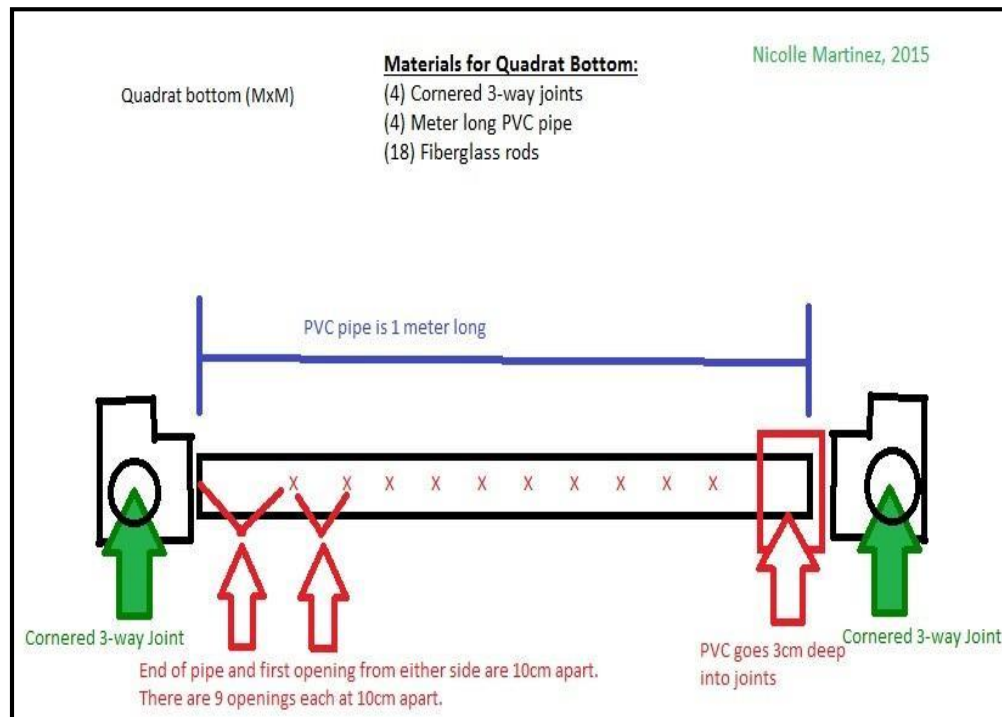 Nicolle Martinez, 2015
Materials for Quadrat Bottom:
Quadrat bottom (MxM)
(4) Cornered 3-way joints
(4) Meter long PVC pipe
(18) Fiberglass rods
PVC pipe is 1 meter long
X X X X X X X X X X
Cornered 3-way Joint
Cornered 3-way Joint
PVC goes 3cm deep
into joints
End of pipe and first opening from either side are 10cm apart.
There are 9 openings each at 10cm apart.